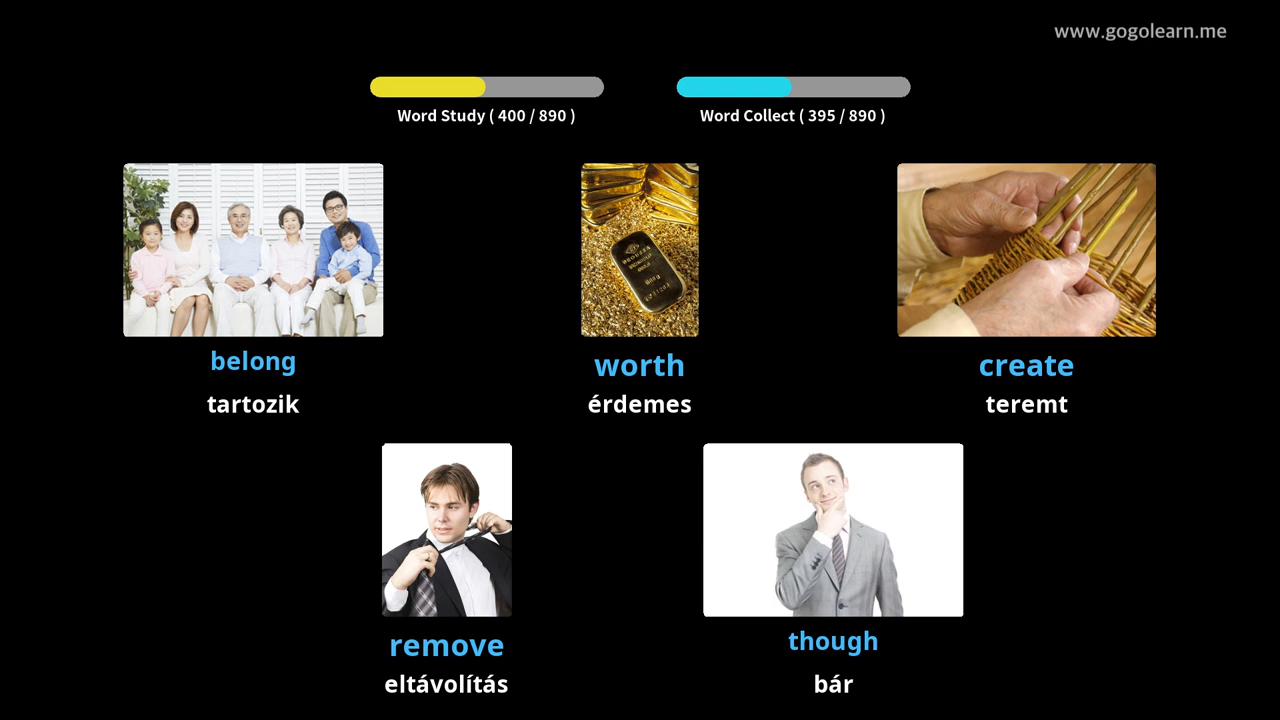 www.gogolearn.me
Word Study ( 400 / 890 )
Word Collect ( 395 / 890 )
belong
worth
create
tartozik
érdemes
teremt
remove
though
eltávolítás
bár